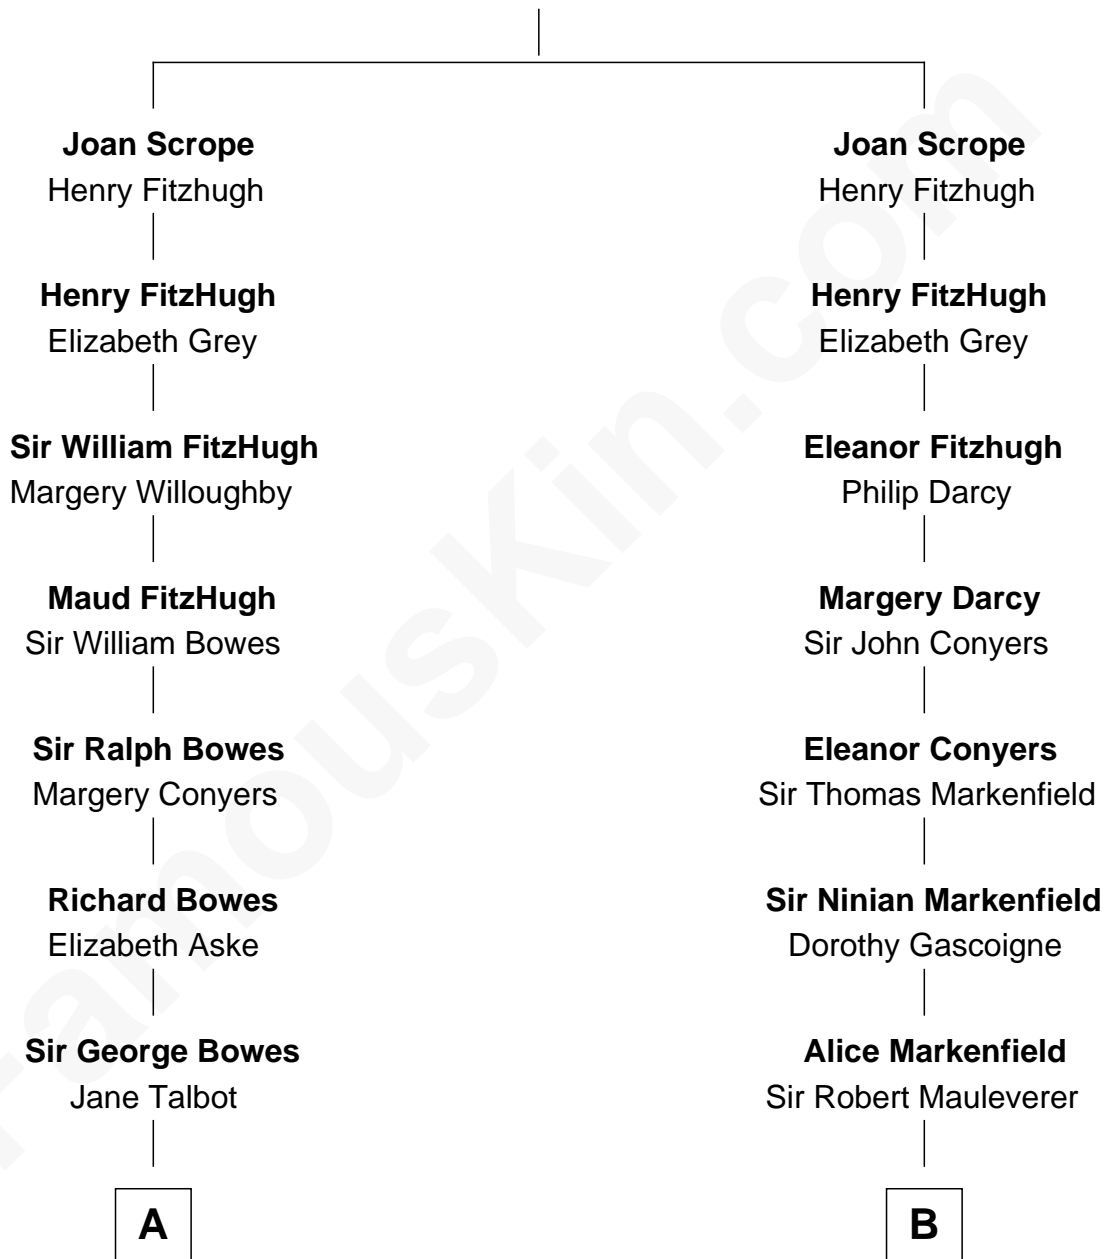 Joan Scrope
Henry Fitzhugh
Henry FitzHugh
Elizabeth Grey
Sir William FitzHugh
Margery Willoughby
Maud FitzHugh
Sir William Bowes
Sir Ralph Bowes
Margery Conyers
Richard Bowes
Elizabeth Aske
Sir George Bowes
Jane Talbot
A
Joan Scrope
Henry Fitzhugh
Henry FitzHugh
Elizabeth Grey
Eleanor Fitzhugh
Philip Darcy
Margery Darcy
Sir John Conyers
Eleanor Conyers
Sir Thomas Markenfield
Sir Ninian Markenfield
Dorothy Gascoigne
Alice Markenfield
Sir Robert Mauleverer
B
FamousKin.com